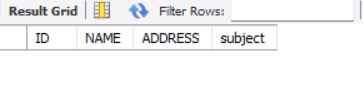 Result Grid Filter Rows:
ID NAME ADDRESS subject